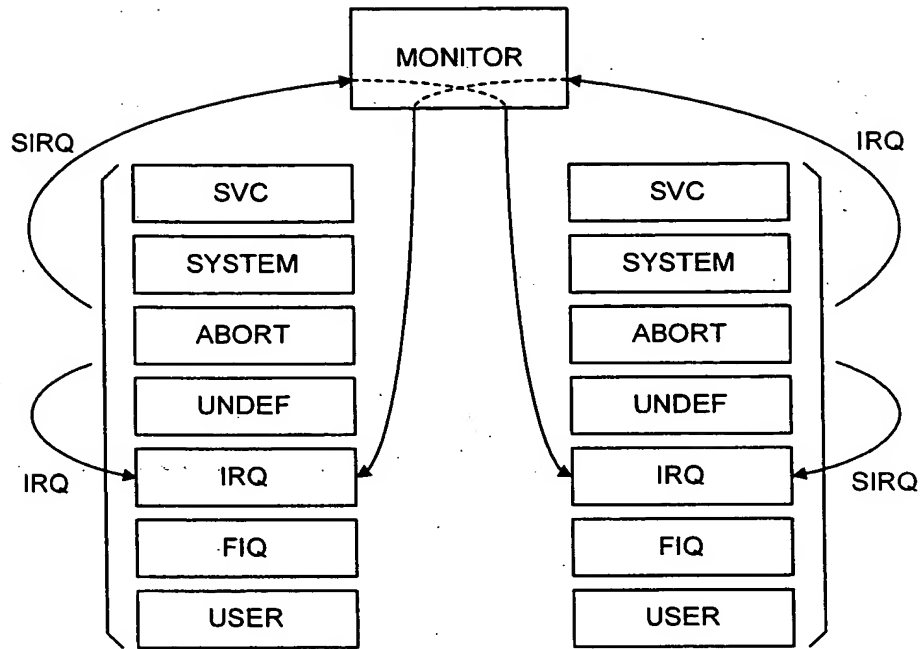 MONITOR
SIRQ
IRQ
SVC
SVC
SYSTEM
SYSTEM
ABORT
ABORT
UNDEF
UNDEF
IRQ
IRQ
IRQ
SIRQ
FIQ
FIQ
USER
USER